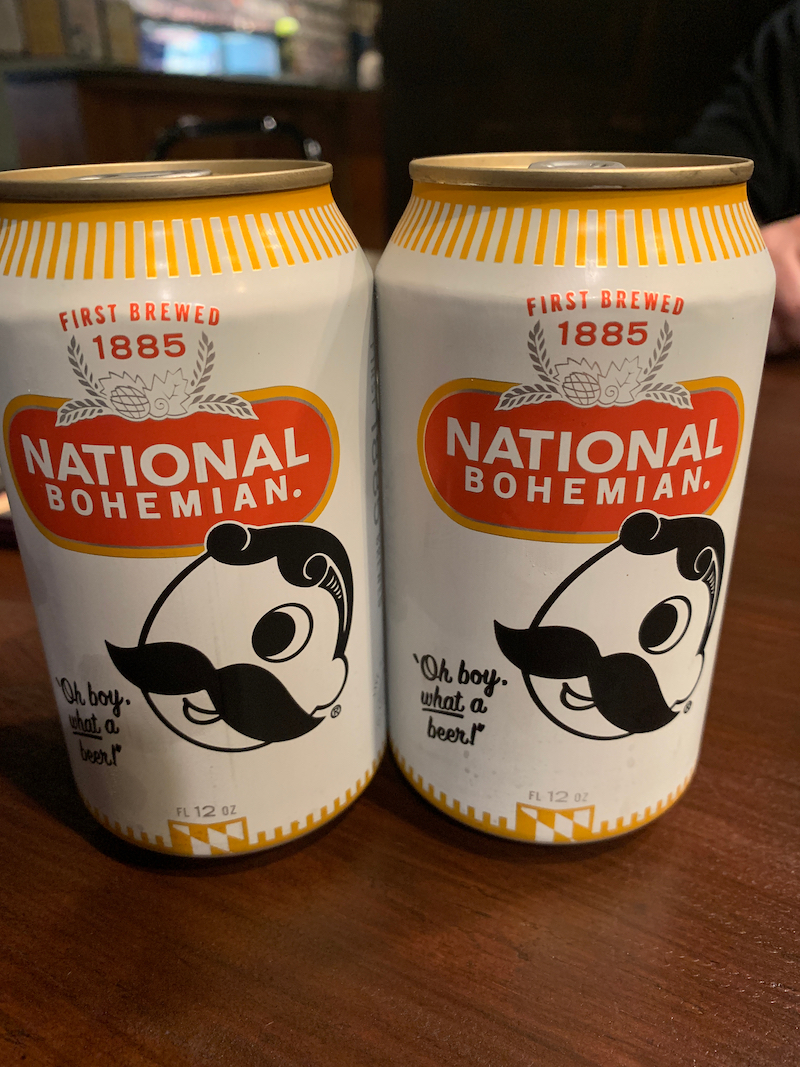 FIRST BREWED
1885
NATIONAL
BOHEMIAN.
"Oh boy.
what a
beer!"
®
FL 12 OZ
FIRST BREWED
1885
NATIONAL
BOHEMIAN.
"Oh boy.
what a
beer!"
®
FL 12 OZ